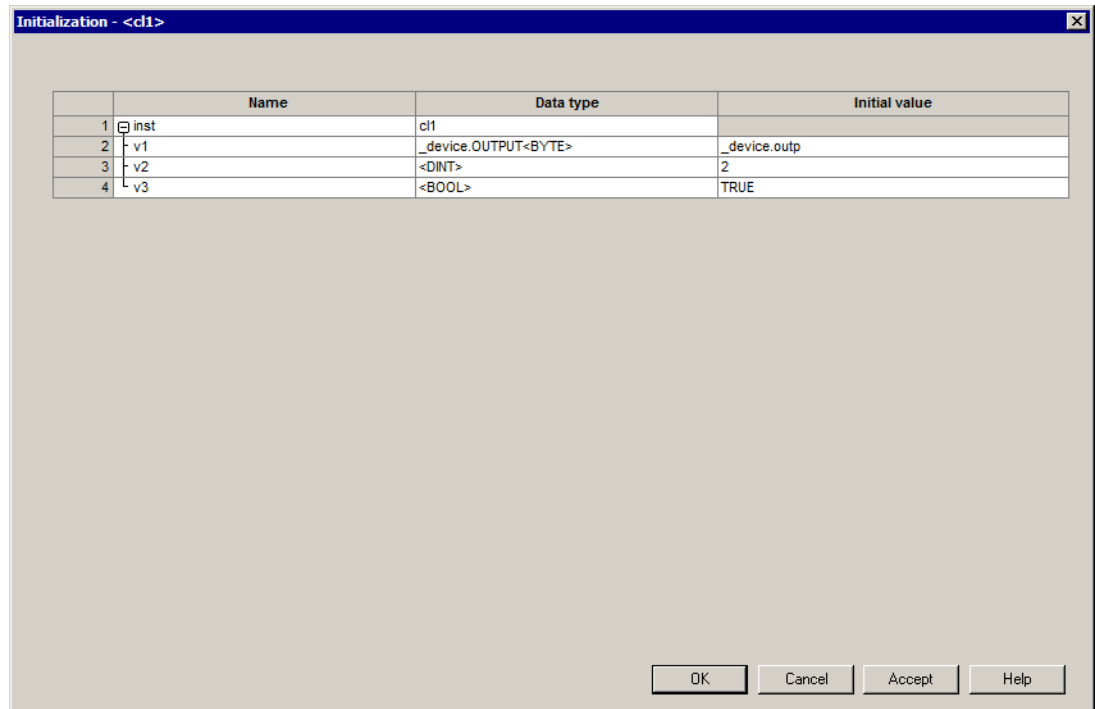 Initialization - <cl1>
Name Data type Initial value
1 inst cl1
2 v1 _device.OUTPUT<BYTE> _device.outp
3 v2 <DINT> 2
4 v3 <BOOL> TRUE
OK Cancel Accept Help